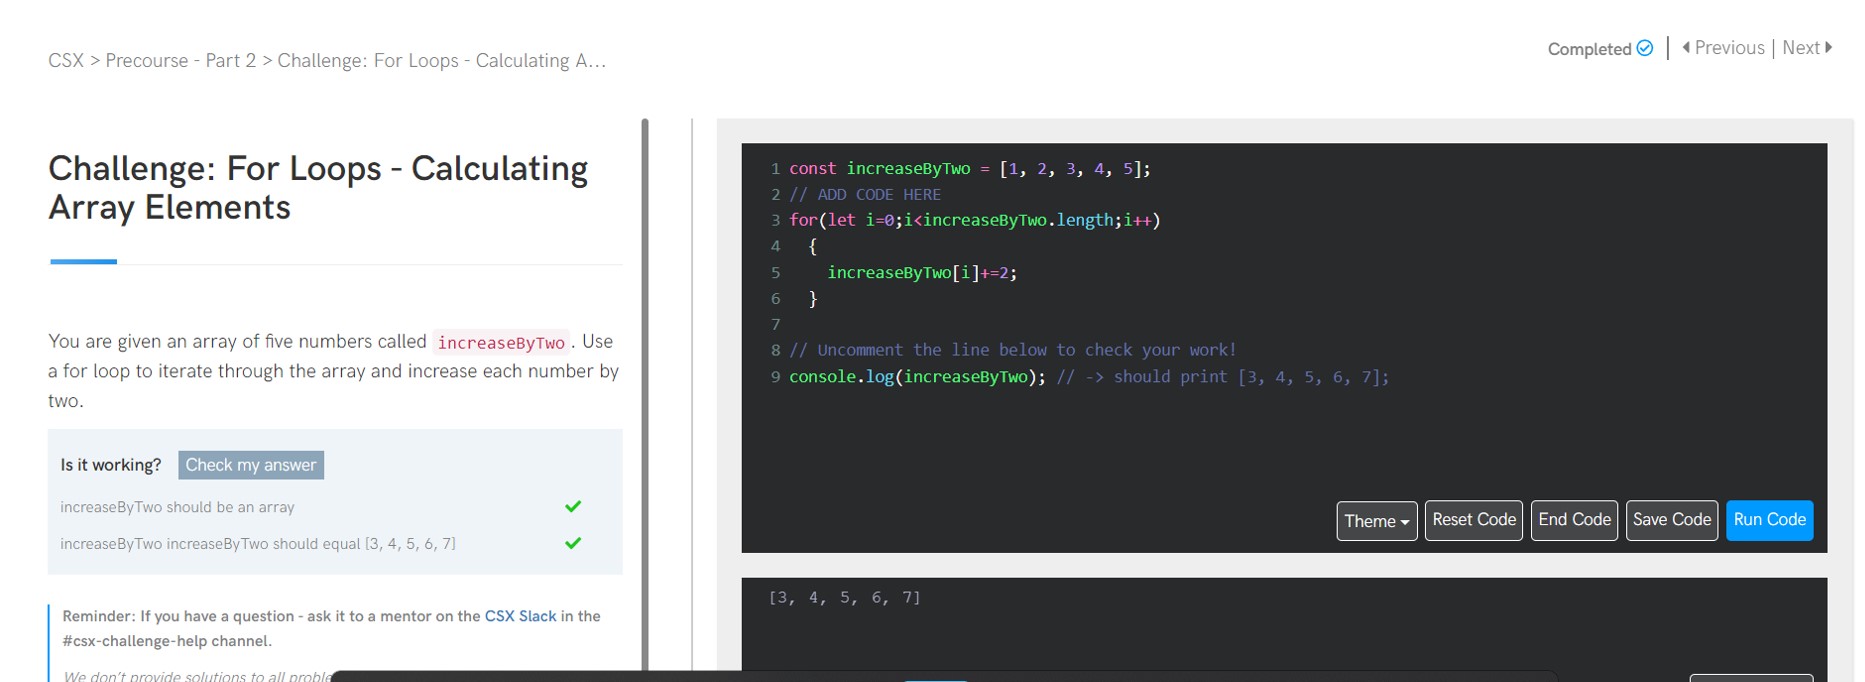 CSX > Precourse - Part 2 > Challenge: For Loops - Calculating A...
Completed | Previous | Next
Challenge: For Loops - Calculating
Array Elements
You are given an array of five numbers called increaseByTwo. Use
a for loop to iterate through the array and increase each number by
two.
Is it working? Check my answer
increaseByTwo should be an array
increaseByTwo increaseByTwo should equal [3, 4, 5, 6, 7]
Reminder: If you have a question - ask it to a mentor on the CSX Slack in the
#csx-challenge-help channel.
We don't provide solutions to all proble
1 const increaseByTwo = [1, 2, 3, 4, 5];
2 // ADD CODE HERE
3 for(let i=0;i<increaseByTwo.length;i++)
4 {
5 increaseByTwo[i]+=2;
6 }
7
8 // Uncomment the line below to check your work!
9 console.log(increaseByTwo); // -> should print [3, 4, 5, 6, 7];
Theme Reset Code End Code Save Code Run Code
[3, 4, 5, 6, 7]